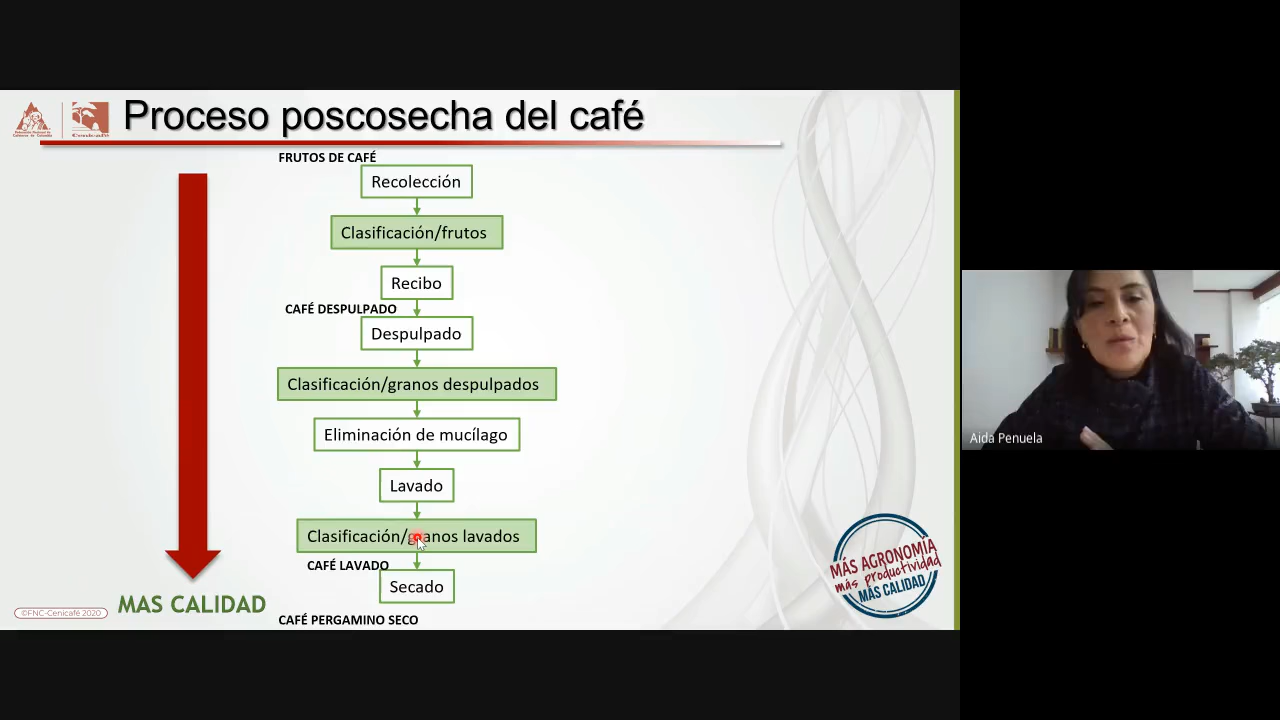 Proceso poscosecha del café
FRUTOS DE CAFÉ
Recolección
Clasificación/frutos
Recibo
CAFÉ DESPULPADO
Despulpado
Clasificación/granos despulpados
Eliminación de mucílago
Lavado
Clasificación/granos lavados
CAFÉ LAVADO
Secado
CAFÉ PERGAMINO SECO
MAS CALIDAD
©FNC-Cenicafé 2020
MÁS AGRONOMÍA
más productividad
MÁS CALIDAD
Aida Penuela